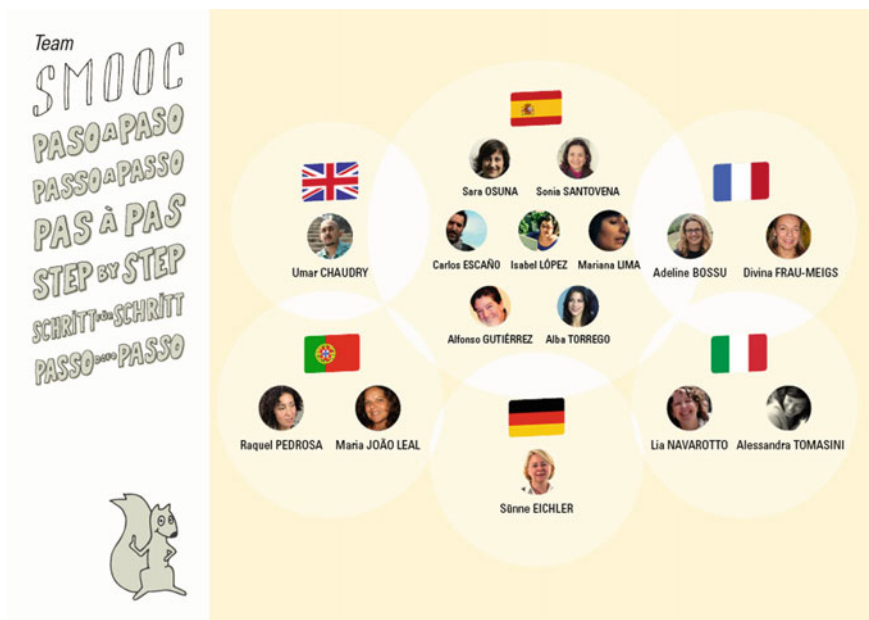 Team
SMOOC
PASO A PASO
PASSO A PASSO
PAS À PAS
STEP BY STEP
SCHRITT FÜR SCHRITT
PASSO DOPO PASSO
Sara OSUNA
Sonia SANTOVENA
Umar CHAUDRY
Carlos ESCAÑO
Isabel LÓPEZ
Mariana LIMA
Adeline BOSSU
Divina FRAU-MEIGS
Alfonso GUTIÉRREZ
Alba TORREGO
Raquel PEDROSA
Maria JOÃO LEAL
Lia NAVAROTTO
Alessandra TOMASINI
Sünne EICHLER